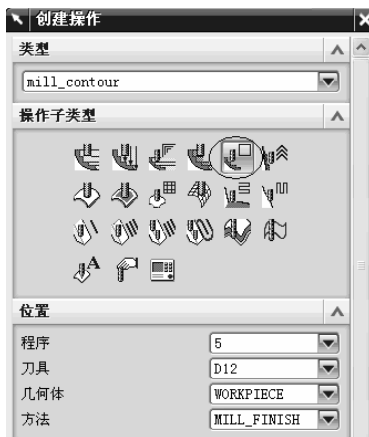 创建操作
类型
mill_contour
操作子类型
A
位置
程序 5
刀具 D12
几何体 WORKPIECE
方法 MILL_FINISH